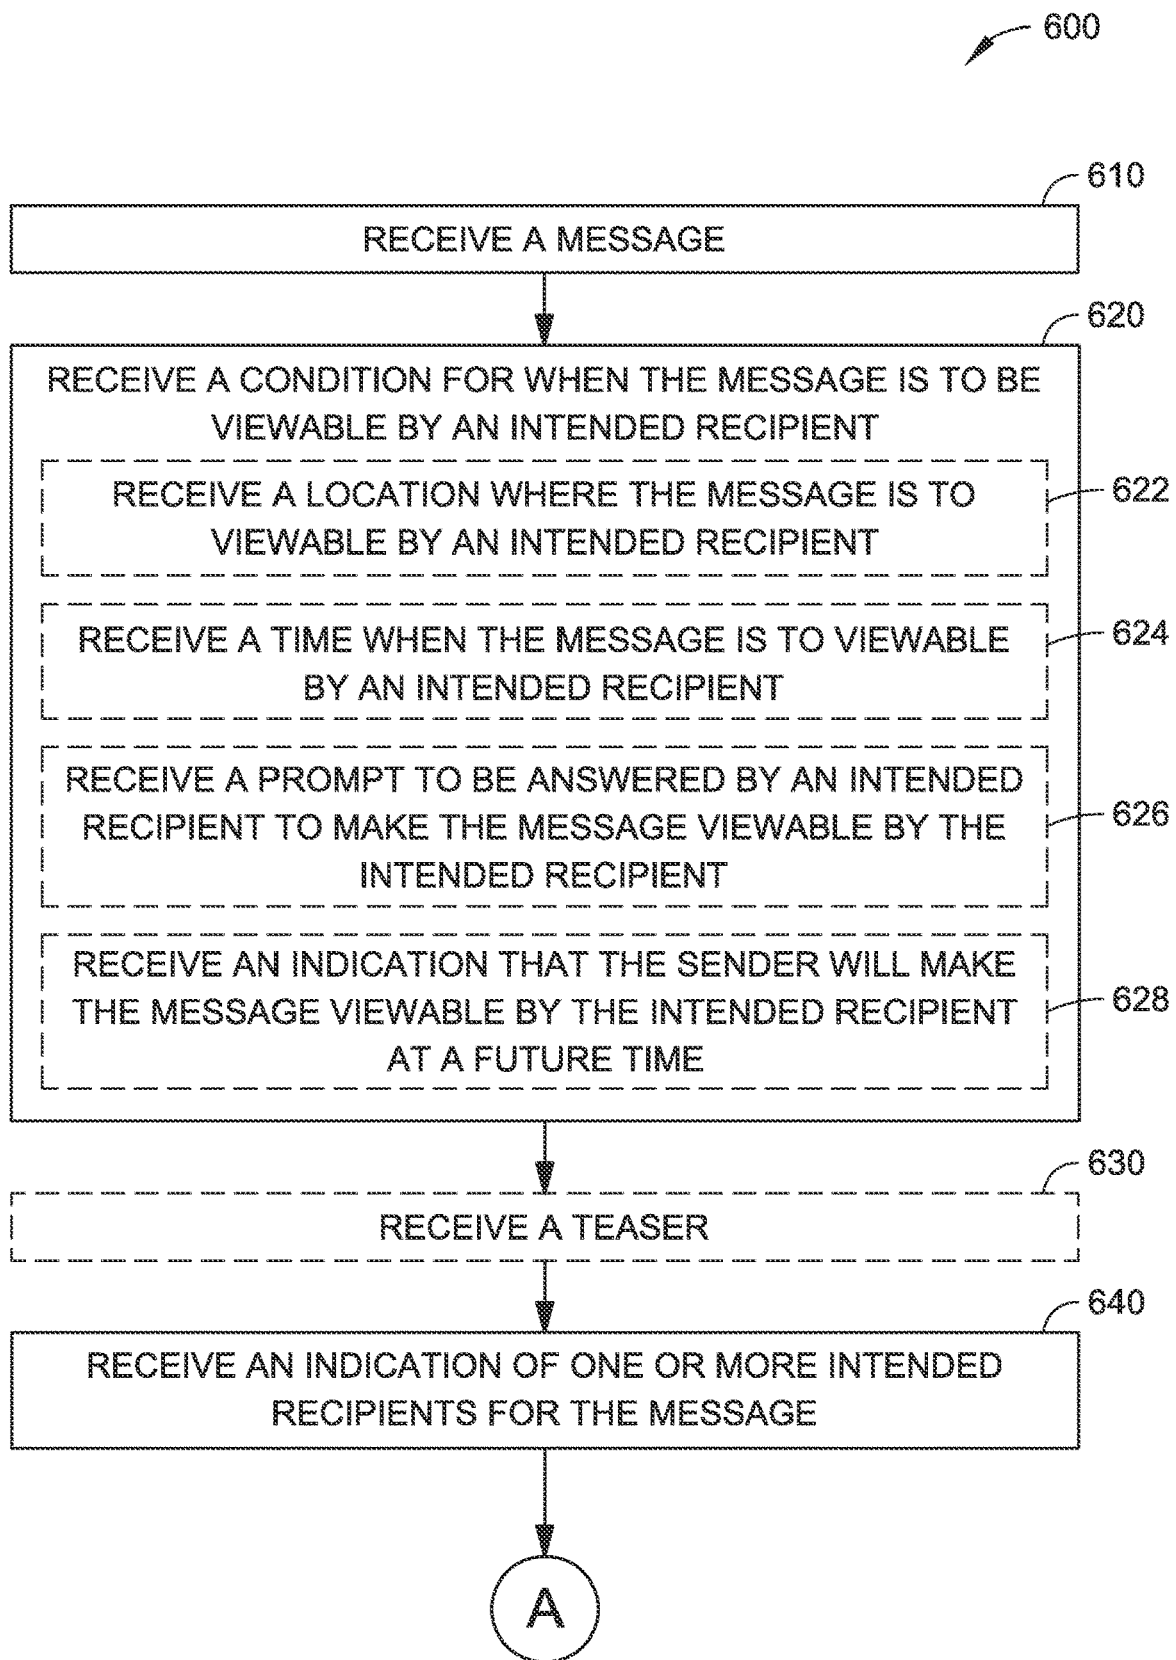 600
610
RECEIVE A MESSAGE
620
RECEIVE A CONDITION FOR WHEN THE MESSAGE IS TO BE
VIEWABLE BY AN INTENDED RECIPIENT
RECEIVE A LOCATION WHERE THE MESSAGE IS TO
VIEWABLE BY AN INTENDED RECIPIENT
622
RECEIVE A TIME WHEN THE MESSAGE IS TO VIEWABLE
BY AN INTENDED RECIPIENT
624
RECEIVE A PROMPT TO BE ANSWERED BY AN INTENDED
RECIPIENT TO MAKE THE MESSAGE VIEWABLE BY THE
INTENDED RECIPIENT
626
RECEIVE AN INDICATION THAT THE SENDER WILL MAKE
THE MESSAGE VIEWABLE BY THE INTENDED RECIPIENT
AT A FUTURE TIME
628
630
RECEIVE A TEASER
640
RECEIVE AN INDICATION OF ONE OR MORE INTENDED
RECIPIENTS FOR THE MESSAGE
A